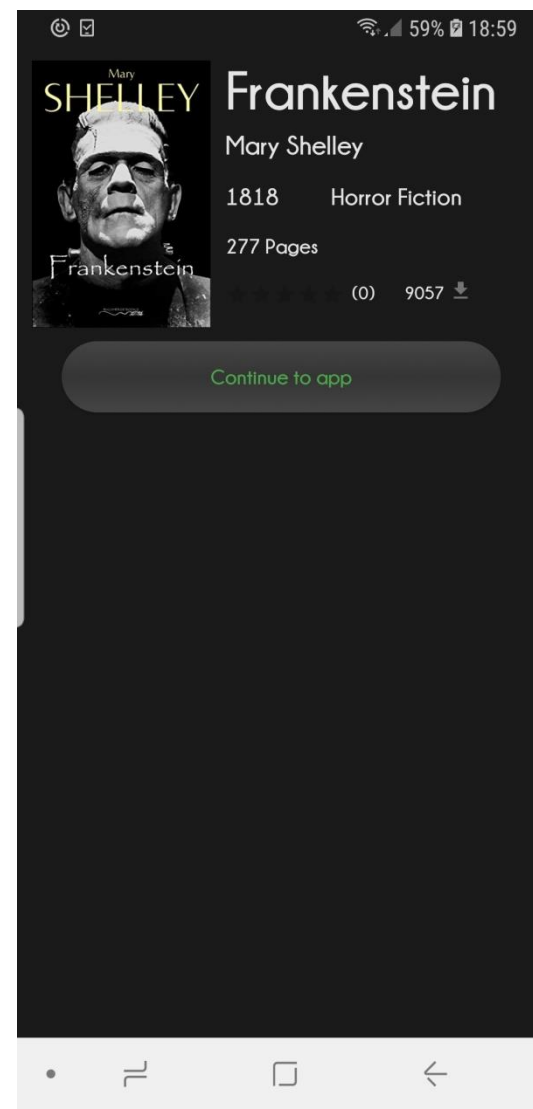 59% 18:59
Mary
SHELLEY
Frankenstein
Frankenstein
Mary Shelley
1818 Horror Fiction
277 Pages
(0) 9057
Continue to app